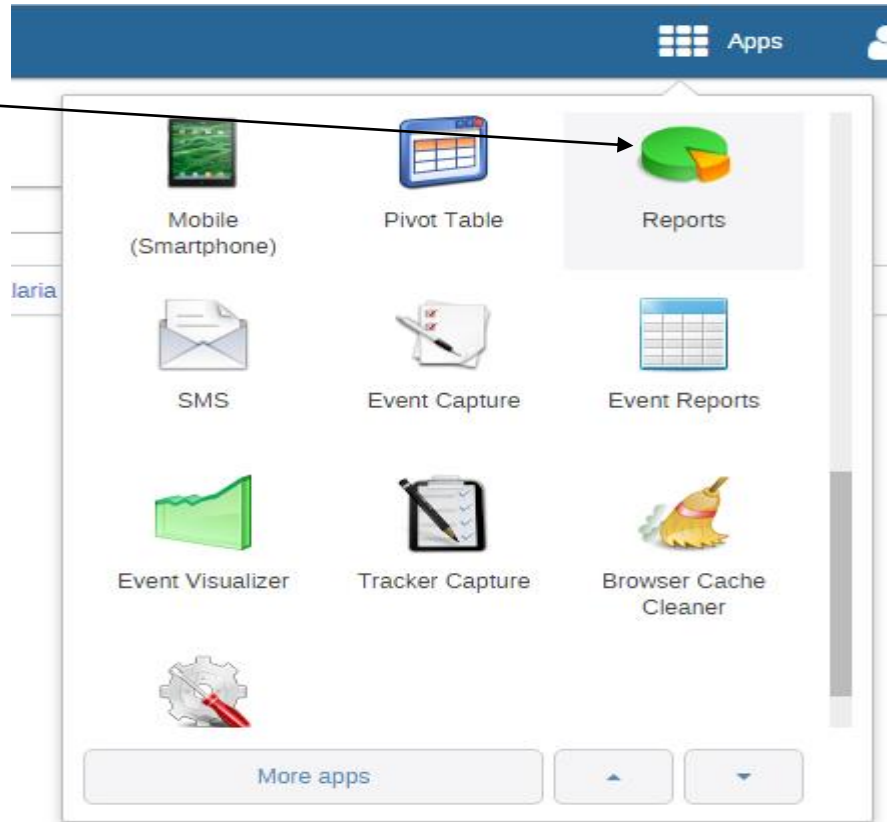 Apps
Mobile
(Smartphone)
Pivot Table
Reports
laria
SMS
Event Capture
Event Reports
Event Visualizer
Tracker Capture
Browser Cache
Cleaner
More apps